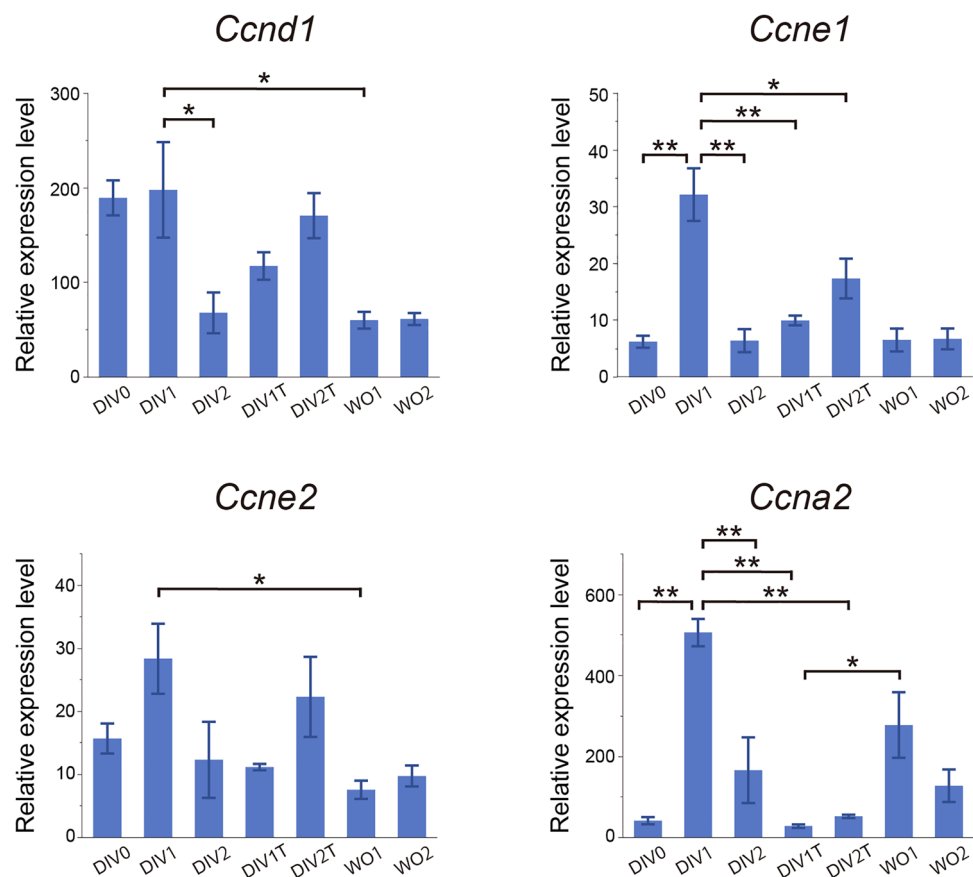 Ccnd1
Relative expression level
300
200
100
0
*
*
DIV0 DIV1 DIV2 DIV1T DIV2T WO1 WO2
Ccne1
Relative expression level
50
40
30
20
10
0
*
**
** **
DIV0 DIV1 DIV2 DIV1T DIV2T WO1 WO2
Ccne2
Relative expression level
40
30
20
10
0
*
DIV0 DIV1 DIV2 DIV1T DIV2T WO1 WO2
Ccna2
Relative expression level
600
400
200
0
**
**
** **
*
DIV0 DIV1 DIV2 DIV1T DIV2T WO1 WO2